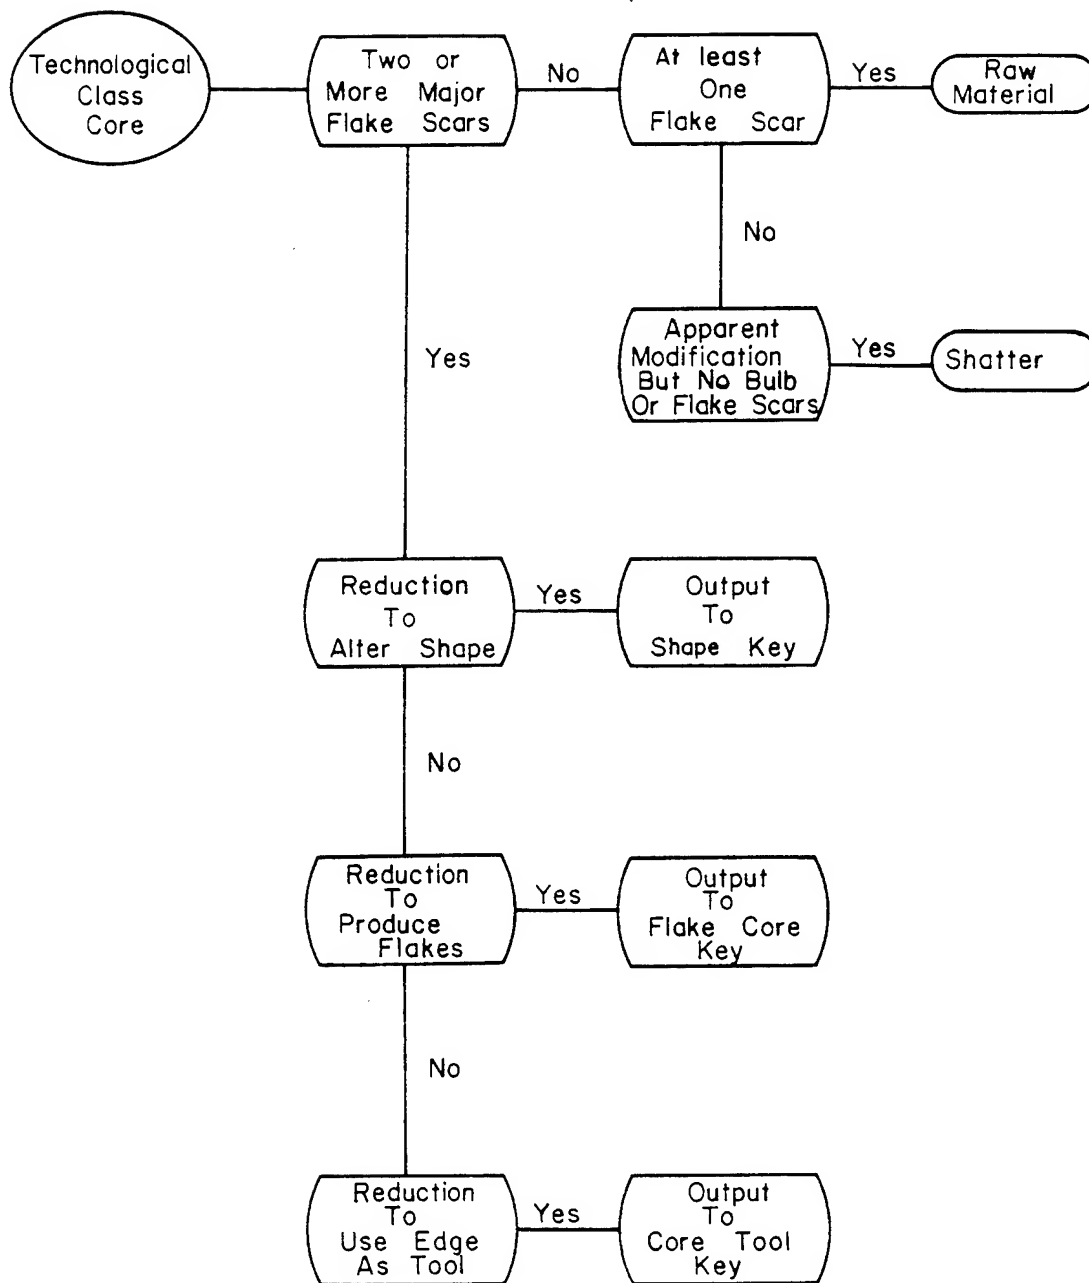 Technological
Class
Core
Two or
More Major
Flake Scars
No
At least
One
Flake Scar
Yes
Raw
Material
No
Apparent
Modification
But No Bulb
Or Flake Scars
Yes
Shatter
Yes
Reduction
To
Alter Shape
Yes
Output
To
Shape Key
No
Reduction
To
Produce
Flakes
Yes
Output
To
Flake Core
Key
No
Reduction
To
Use Edge
As Tool
Yes
Output
To
Core Tool
Key